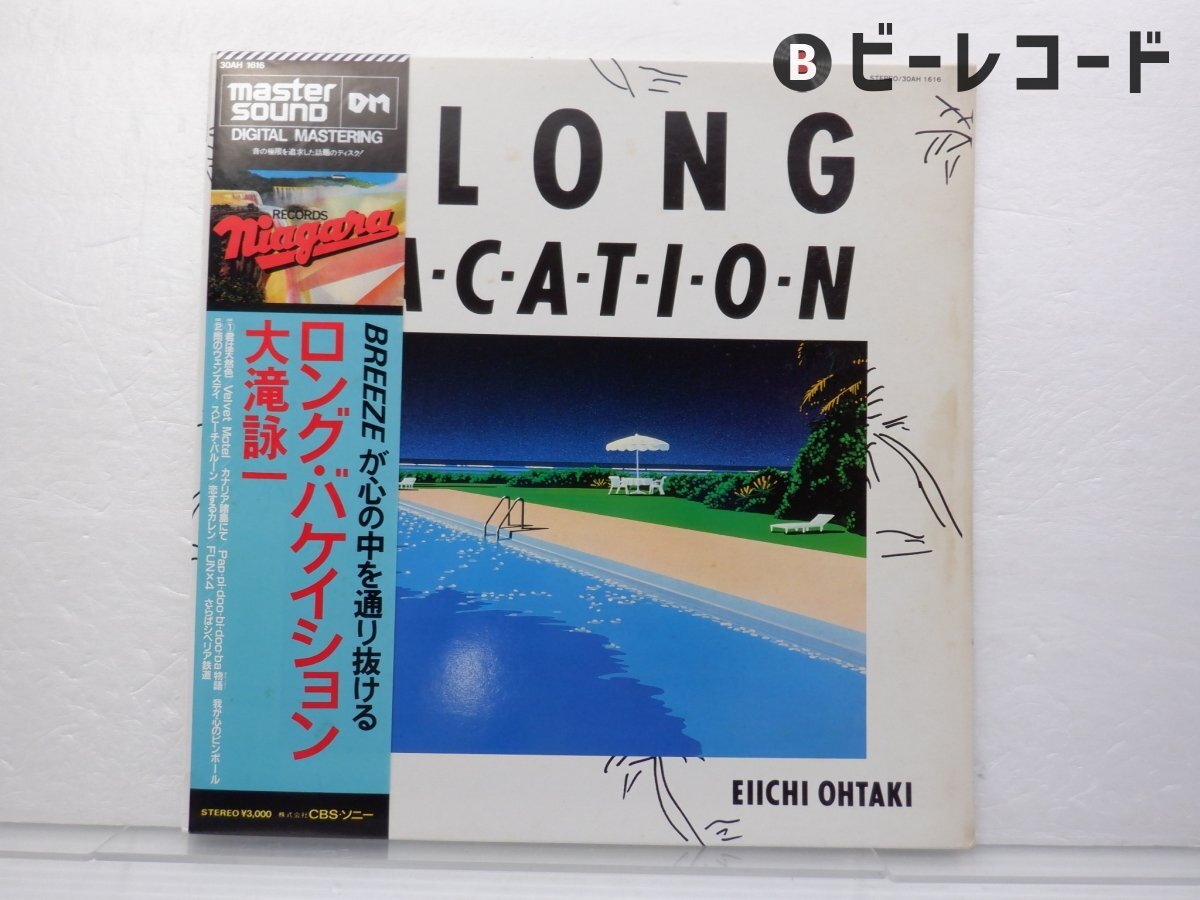 B ビーレコード
30AH 1616
master
sound
DM
DIGITAL MASTERING
音の極限を追求した話題のディスク!
RECORDS
Niagara
BREEZEが心の中を通り抜ける
ロング・バケイション
大滝詠一
①君は天然色 Velvet Motel カナリア諸島にて Pap-pi-doo-bi-doo-ba物語 我が心のピンボール
②雨のウェンズデイ スピーチ・バルーン 恋するカレン FUN×4 さらばシベリア鉄道
STEREO ¥3,000 株式会社 CBS・ソニー
STEREO/30AH 1616
LONG
A·C·A·T·I·O·N
EIICHI OHTAKI